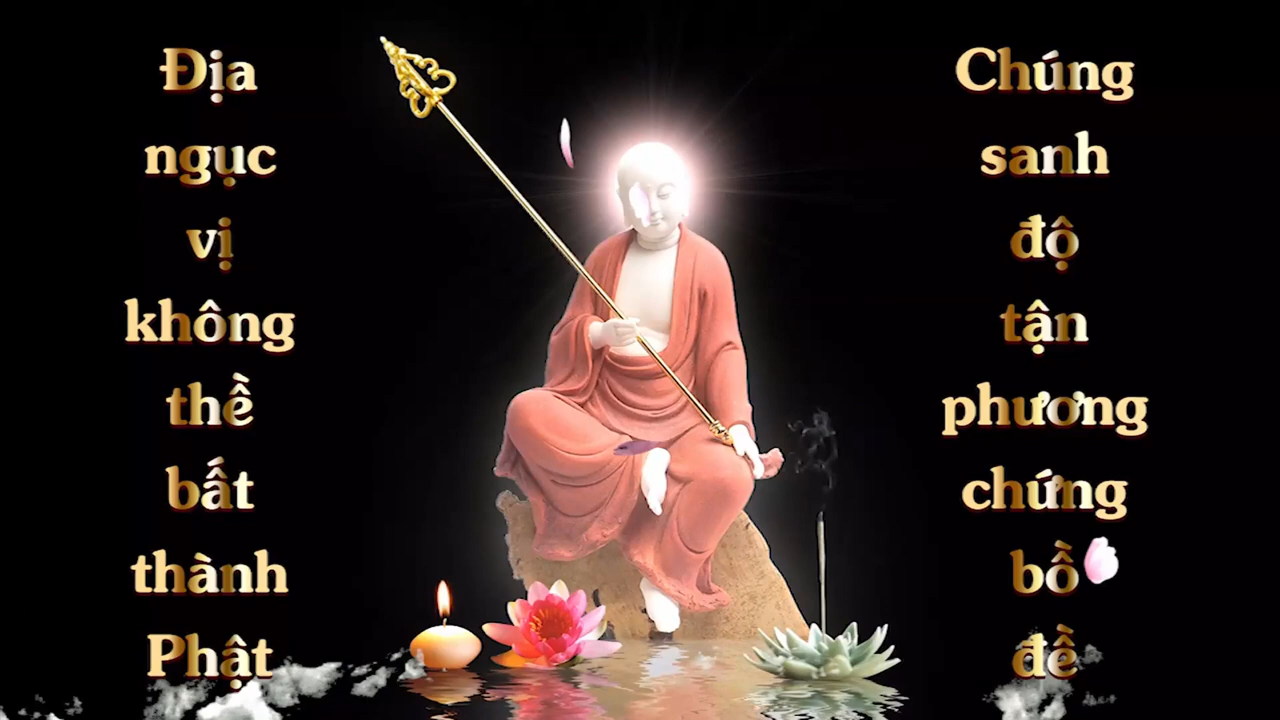 Địa
ngục
vị
không
thề
bất
thành
Phật
Chúng
sanh
độ
tận
phương
chứng
bồ
đề